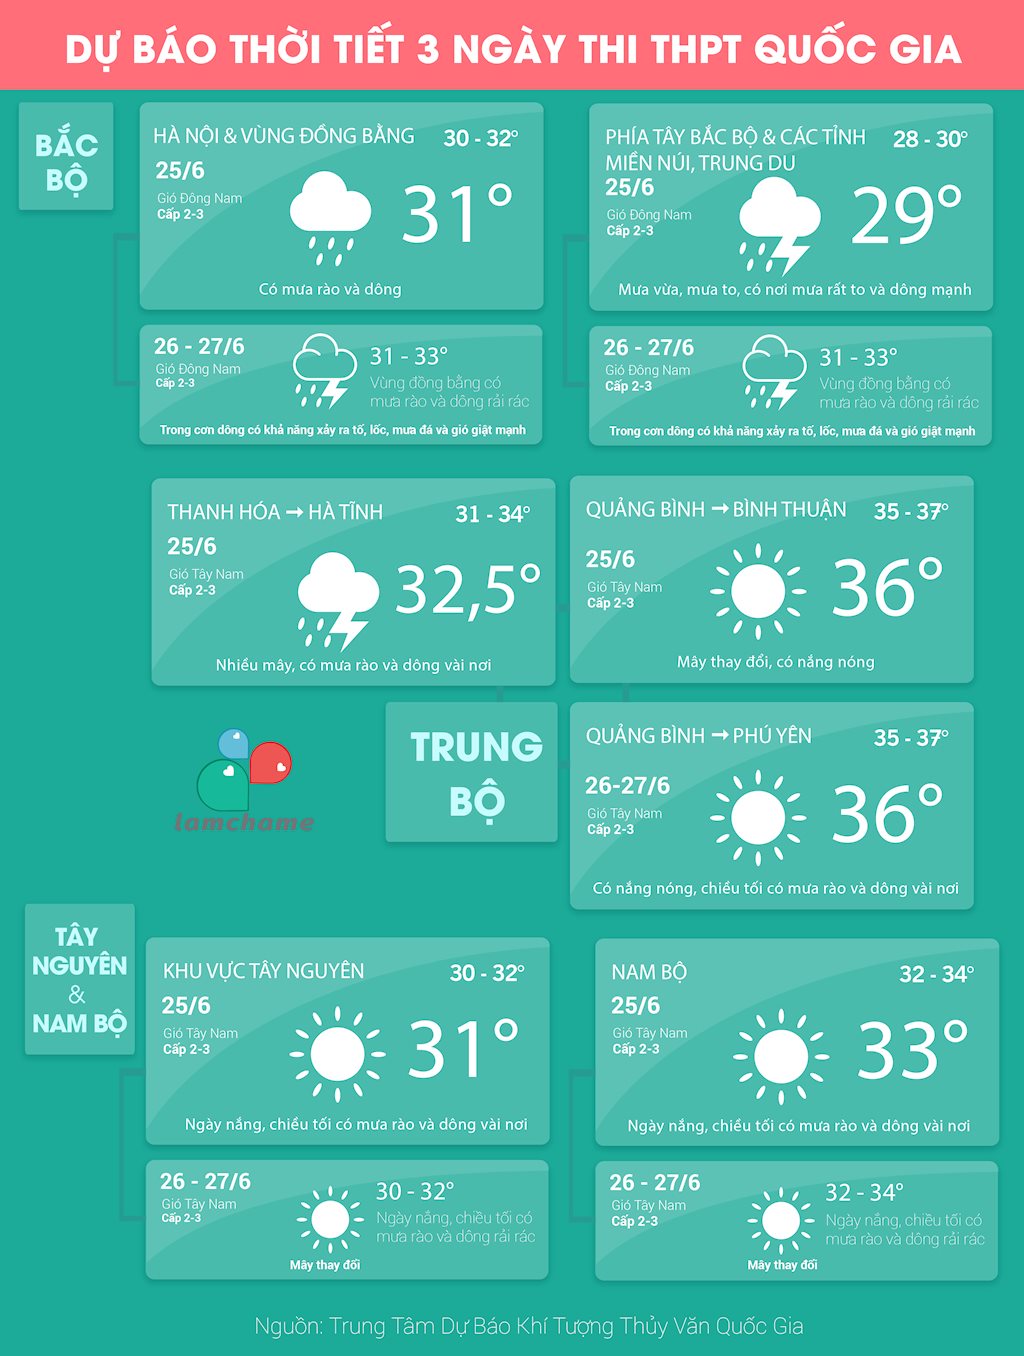 DỰ BÁO THỜI TIẾT 3 NGÀY THI THPT QUỐC GIA
BẮC
BỘ
HÀ NỘI & VÙNG ĐỒNG BẰNG 30 - 32°
25/6
Gió Đông Nam
Cấp 2-3
31°
Có mưa rào và dông
PHÍA TÂY BẮC BỘ & CÁC TỈNH 28 - 30°
MIỀN NÚI, TRUNG DU
25/6
Gió Đông Nam
Cấp 2-3
29°
Mưa vừa, mưa to, có nơi mưa rất to và dông mạnh
26 - 27/6
Gió Đông Nam
Cấp 2-3
31 - 33°
Vùng đồng bằng có
mưa rào và dông rải rác
Trong cơn dông có khả năng xảy ra tố, lốc, mưa đá và gió giật mạnh
26 - 27/6
Gió Đông Nam
Cấp 2-3
31 - 33°
Vùng đồng bằng có
mưa rào và dông rải rác
Trong cơn dông có khả năng xảy ra tố, lốc, mưa đá và gió giật mạnh
THANH HÓA → HÀ TĨNH 31 - 34°
25/6
Gió Tây Nam
Cấp 2-3
32,5°
Nhiều mây, có mưa rào và dông vài nơi
QUẢNG BÌNH → BÌNH THUẬN 35 - 37°
25/6
Gió Tây Nam
Cấp 2-3
36°
Mây thay đổi, có nắng nóng
TRUNG
BỘ
QUẢNG BÌNH → PHÚ YÊN 35 - 37°
26-27/6
Gió Tây Nam
Cấp 2-3
36°
Có nắng nóng, chiều tối có mưa rào và dông vài nơi
lamchame
TÂY
NGUYÊN
&
NAM BỘ
KHU VỰC TÂY NGUYÊN 30 - 32°
25/6
Gió Tây Nam
Cấp 2-3
31°
Ngày nắng, chiều tối có mưa rào và dông vài nơi
NAM BỘ 32 - 34°
25/6
Gió Tây Nam
Cấp 2-3
33°
Ngày nắng, chiều tối có mưa rào và dông vài nơi
26 - 27/6
Gió Tây Nam
Cấp 2-3
30 - 32°
Ngày nắng, chiều tối có
mưa rào và dông rải rác
Mây thay đổi
26 - 27/6
Gió Tây Nam
Cấp 2-3
32 - 34°
Ngày nắng, chiều tối có
mưa rào và dông rải rác
Mây thay đổi
Nguồn: Trung Tâm Dự Báo Khí Tượng Thủy Văn Quốc Gia